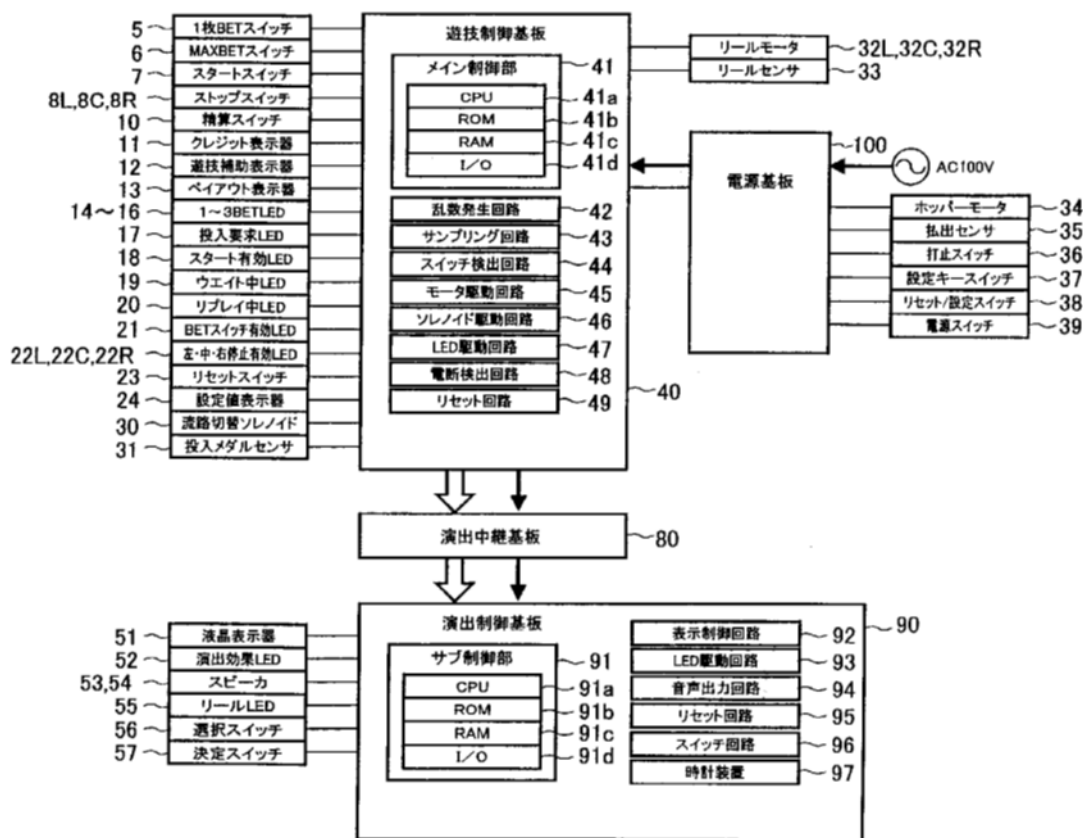 5 1枚BETスイッチ
6 MAXBETスイッチ
7 スタートスイッチ
8L,8C,8R ストップスイッチ
10 精算スイッチ
11 クレジット表示器
12 遊技補助表示器
13 ペイアウト表示器
14～16 1～3BETLED
17 投入要求LED
18 スタート有効LED
19 ウエイト中LED
20 リプレイ中LED
21 BETスイッチ有効LED
22L,22C,22R 左・中・右停止有効LED
23 リセットスイッチ
24 設定値表示器
30 流路切替ソレノイド
31 投入メダルセンサ
遊技制御基板
メイン制御部 41
CPU 41a
ROM 41b
RAM 41c
I/O 41d
乱数発生回路 42
サンプリング回路 43
スイッチ検出回路 44
モータ駆動回路 45
ソレノイド駆動回路 46
LED駆動回路 47
電断検出回路 48
リセット回路 49
40
リールモータ 32L,32C,32R
リールセンサ 33
電源基板
100
AC100V
ホッパーモータ 34
払出センサ 35
打止スイッチ 36
設定キースイッチ 37
リセット/設定スイッチ 38
電源スイッチ 39
演出中継基板 80
51 液晶表示器
52 演出効果LED
53,54 スピーカ
55 リールLED
56 選択スイッチ
57 決定スイッチ
演出制御基板
サブ制御部 91
CPU 91a
ROM 91b
RAM 91c
I/O 91d
表示制御回路 92
LED駆動回路 93
音声出力回路 94
リセット回路 95
スイッチ回路 96
時計装置 97
90